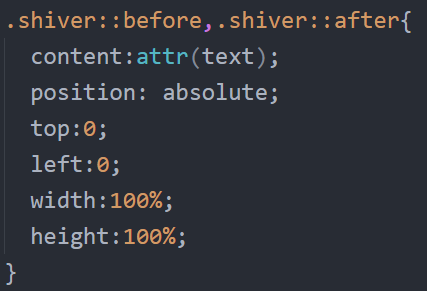 .shiver::before,.shiver::after{
content:attr(text);
position: absolute;
top:0;
left:0;
width:100%;
height:100%;
}